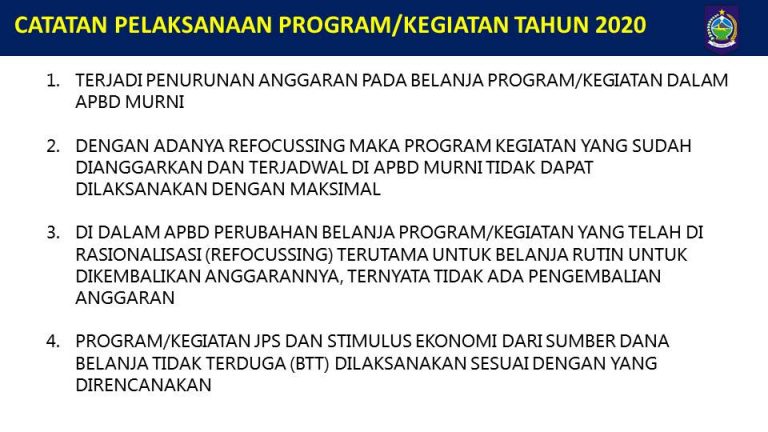 CATATAN PELAKSANAAN PROGRAM/KEGIATAN TAHUN 2020
1. TERJADI PENURUNAN ANGGARAN PADA BELANJA PROGRAM/KEGIATAN DALAM
APBD MURNI
2. DENGAN ADANYA REFOCUSSING MAKA PROGRAM KEGIATAN YANG SUDAH
DIANGGARKAN DAN TERJADWAL DI APBD MURNI TIDAK DAPAT
DILAKSANAKAN DENGAN MAKSIMAL
3. DI DALAM APBD PERUBAHAN BELANJA PROGRAM/KEGIATAN YANG TELAH DI
RASIONALISASI (REFOCUSSING) TERUTAMA UNTUK BELANJA RUTIN UNTUK
DIKEMBALIKAN ANGGARANNYA, TERNYATA TIDAK ADA PENGEMBALIAN
ANGGARAN
4. PROGRAM/KEGIATAN JPS DAN STIMULUS EKONOMI DARI SUMBER DANA
BELANJA TIDAK TERDUGA (BTT) DILAKSANAKAN SESUAI DENGAN YANG
DIRENCANAKAN